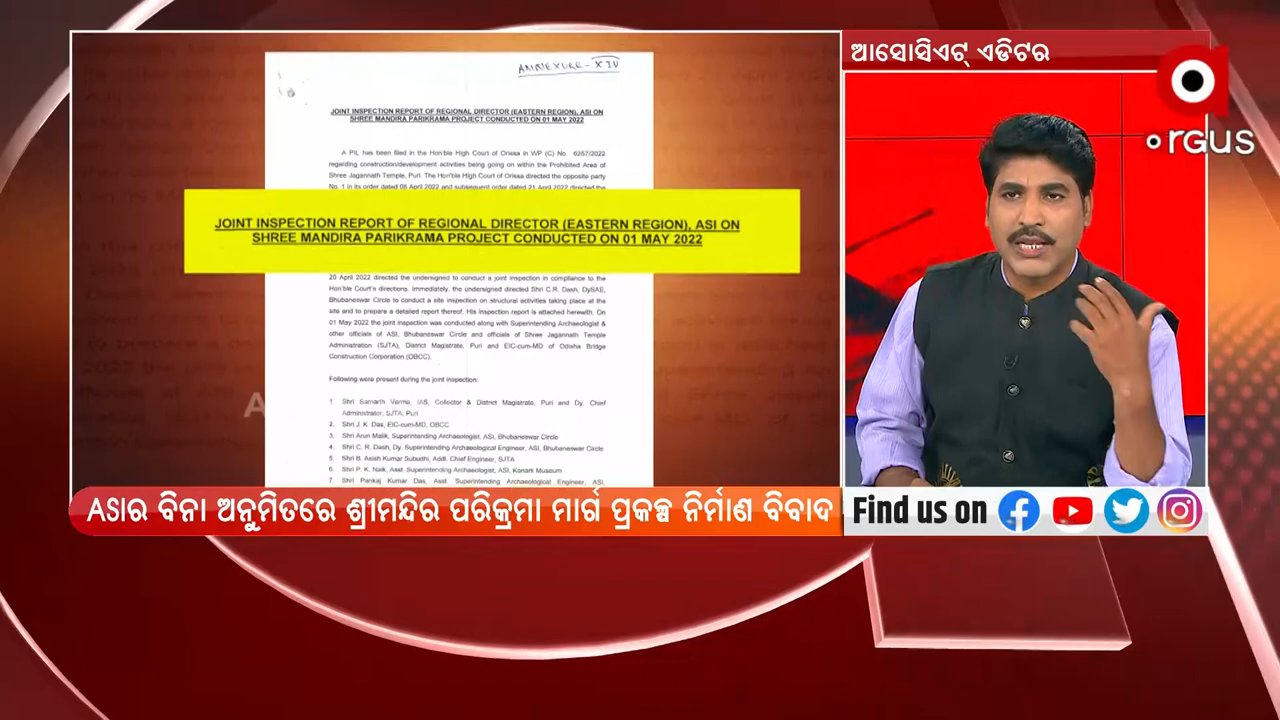 ANNEXURE - XIV
JOINT INSPECTION REPORT OF REGIONAL DIRECTOR (EASTERN REGION), ASI ON
SHREE MANDIRA PARIKRAMA PROJECT CONDUCTED ON 01 MAY 2022
A PIL has been filed in the Hon'ble High Court of Orissa in WP (C) No. 6257/2022
regarding construction/development activities being going on within the Prohibited Area of
Shree Jagannath Temple, Puri. The Hon'ble High Court of Orissa directed the opposite party
No. 1 in its order dated 08 April 2022 and subsequent order dated 21 April 2022 directed the
JOINT INSPECTION REPORT OF REGIONAL DIRECTOR (EASTERN REGION), ASI ON
SHREE MANDIRA PARIKRAMA PROJECT CONDUCTED ON 01 MAY 2022
26 April 2022 directed the undersigned to conduct a joint inspection in compliance to the
Hon'ble Court's directions. Immediately, the undersigned directed Shri C.R. Dash, DySAE,
Bhubaneswar Circle to conduct a site inspection on structural activities taking place at the
site and to prepare a detailed report thereof. His inspection report is attached herewith. On
01 May 2022 the joint inspection was conducted along with Superintending Archaeologist &
other officials of ASI, Bhubaneswar Circle and officials of Shree Jagannath Temple
Administration (SJTA), District Magistrate, Puri and EIC-cum-MD of Odisha Bridge
Construction Corporation (OBCC).
Following were present during the joint inspection;
1. Shri Samarth Verma, IAS, Collector & District Magistrate, Puri and Dy. Chief
Administrator, SJTA, Puri
2. Shri J. K. Das, EIC-cum-MD, OBCC
3. Shri Arun Malik, Superintending Archaeologist, ASI, Bhubaneswar Circle
4. Shri C. R. Dash, Dy. Superintending Archaeological Engineer, ASI, Bhubaneswar Circle
5. Shri B. Asish Kumar Subudhi, Addl. Chief Engineer, SJTA
6. Shri P. K. Naik, Asst. Superintending Archaeologist, ASI, Konark Museum
7. Shri Pankaj Kumar Das, Asst. Superintending Archaeological Engineer, ASI,
ASIର ବିନା ଅନୁମିତରେ ଶ୍ରୀମନ୍ଦିର ପରିକ୍ରମା ମାର୍ଗ ପ୍ରକଳ୍ପ ନିର୍ମାଣ ବିବାଦ
ଆସୋସିଏଟ୍ ଏଡିଟର
argus
Find us on